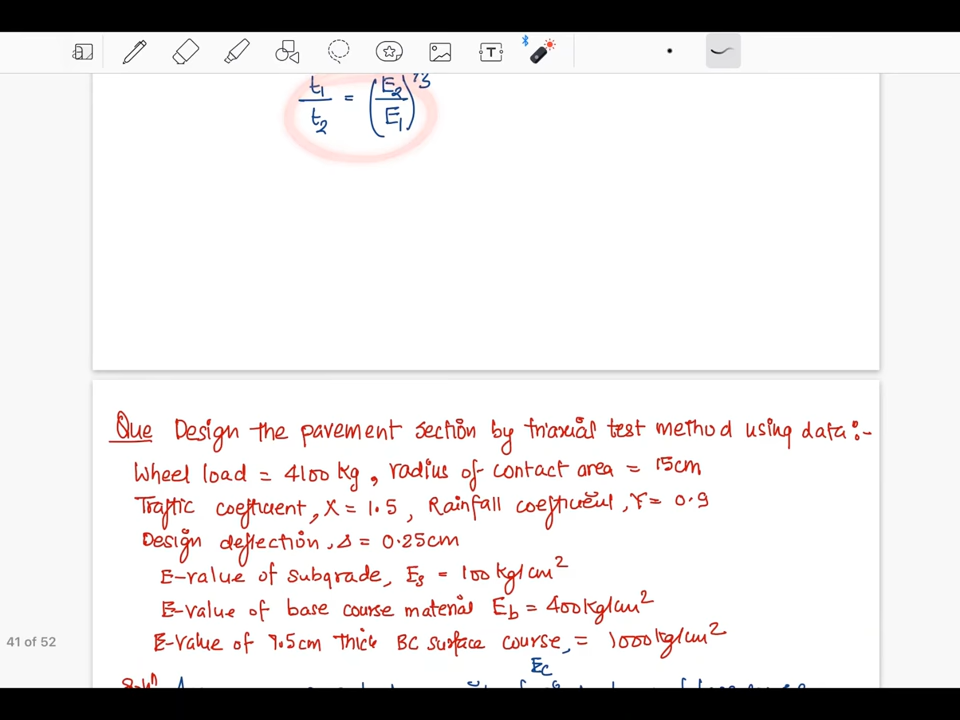 t1/t2 = (E2/E1)^1/3
Que Design the pavement section by triaxial test method using data:-
Wheel load = 4100 kg, radius of contact area = 15cm
Traffic coefficient, X = 1.5, Rainfall coefficient, Y = 0.9
Design deflection, Δ = 0.25cm
E-value of subgrade, Es = 100 kg/cm²
E-value of base course material Eb = 400 kg/cm²
41 of 52
E-value of 7.5cm thick BC surface course, = 1000 kg/cm²
Ec